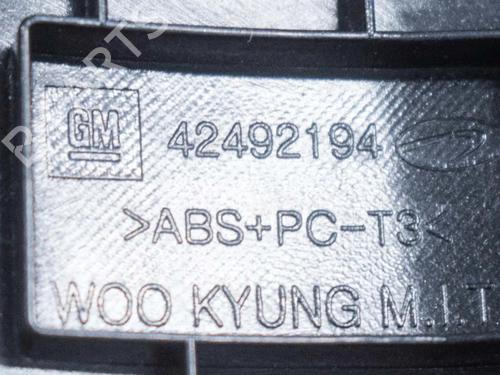 GM 42492194
>ABS+PC-T3<
WOO KYUNG M.I.T